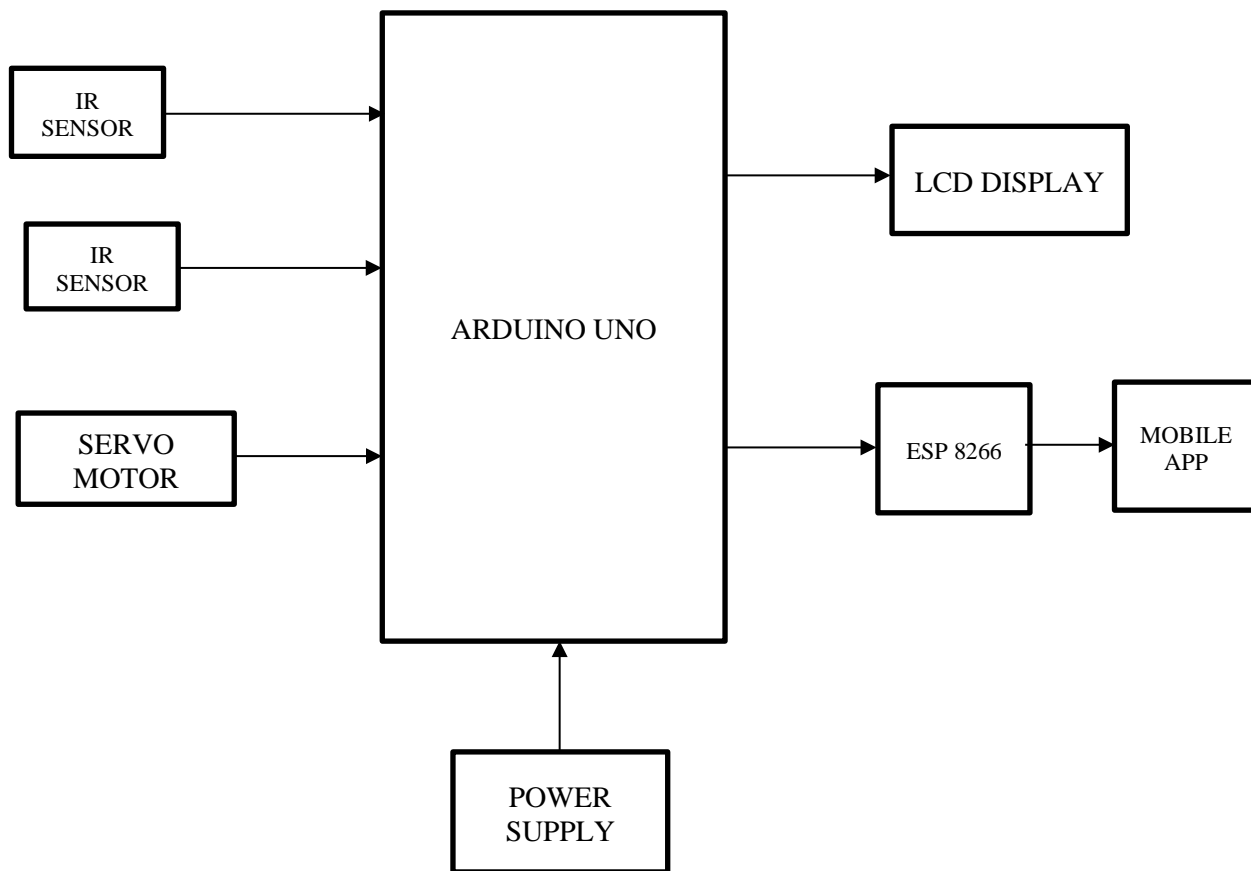 IR
SENSOR
IR
SENSOR
SERVO
MOTOR
ARDUINO UNO
LCD DISPLAY
ESP 8266
MOBILE
APP
POWER
SUPPLY